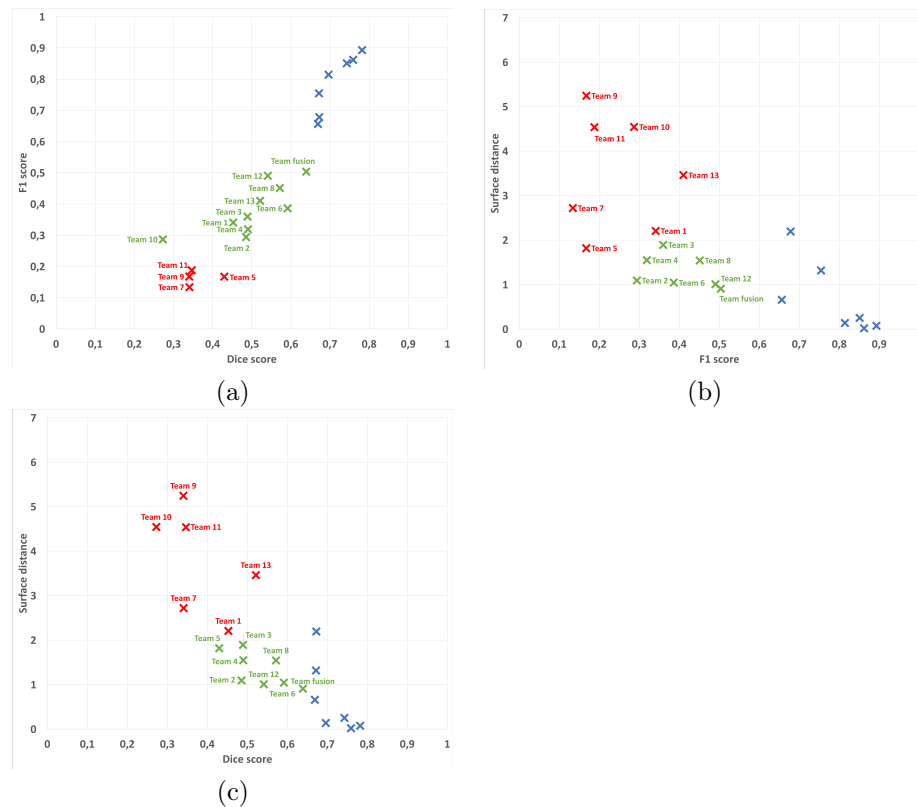 1
0,9
0,8
0,7
0,6
0,5
0,4
0,3
0,2
0,1
0
F1 score
Team fusion
Team 12
Team 8
Team 13
Team 6
Team 3
Team 1
Team 4
Team 2
Team 10
Team 11
Team 9
Team 5
Team 7
0 0,1 0,2 0,3 0,4 0,5 0,6 0,7 0,8 0,9 1
Dice score
(a)
7
6
5
4
3
2
1
0
Surface distance
Team 9
Team 10
Team 11
Team 13
Team 7
Team 1
Team 5
Team 3
Team 4
Team 8
Team 2
Team 6
Team 12
Team fusion
0 0,1 0,2 0,3 0,4 0,5 0,6 0,7 0,8 0,9
F1 score
(b)
7
6
5
4
3
2
1
0
Surface distance
Team 9
Team 10
Team 11
Team 13
Team 7
Team 1
Team 5
Team 3
Team 4
Team 8
Team 2
Team 12
Team fusion
Team 6
0 0,1 0,2 0,3 0,4 0,5 0,6 0,7 0,8 0,9 1
Dice score
(c)